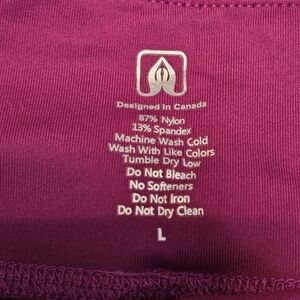 Designed In Canada
87% Nylon
13% Spandex
Machine Wash Cold
Wash With Like Colors
Tumble Dry Low
Do Not Bleach
No Softeners
Do Not Iron
Do Not Dry Clean
L